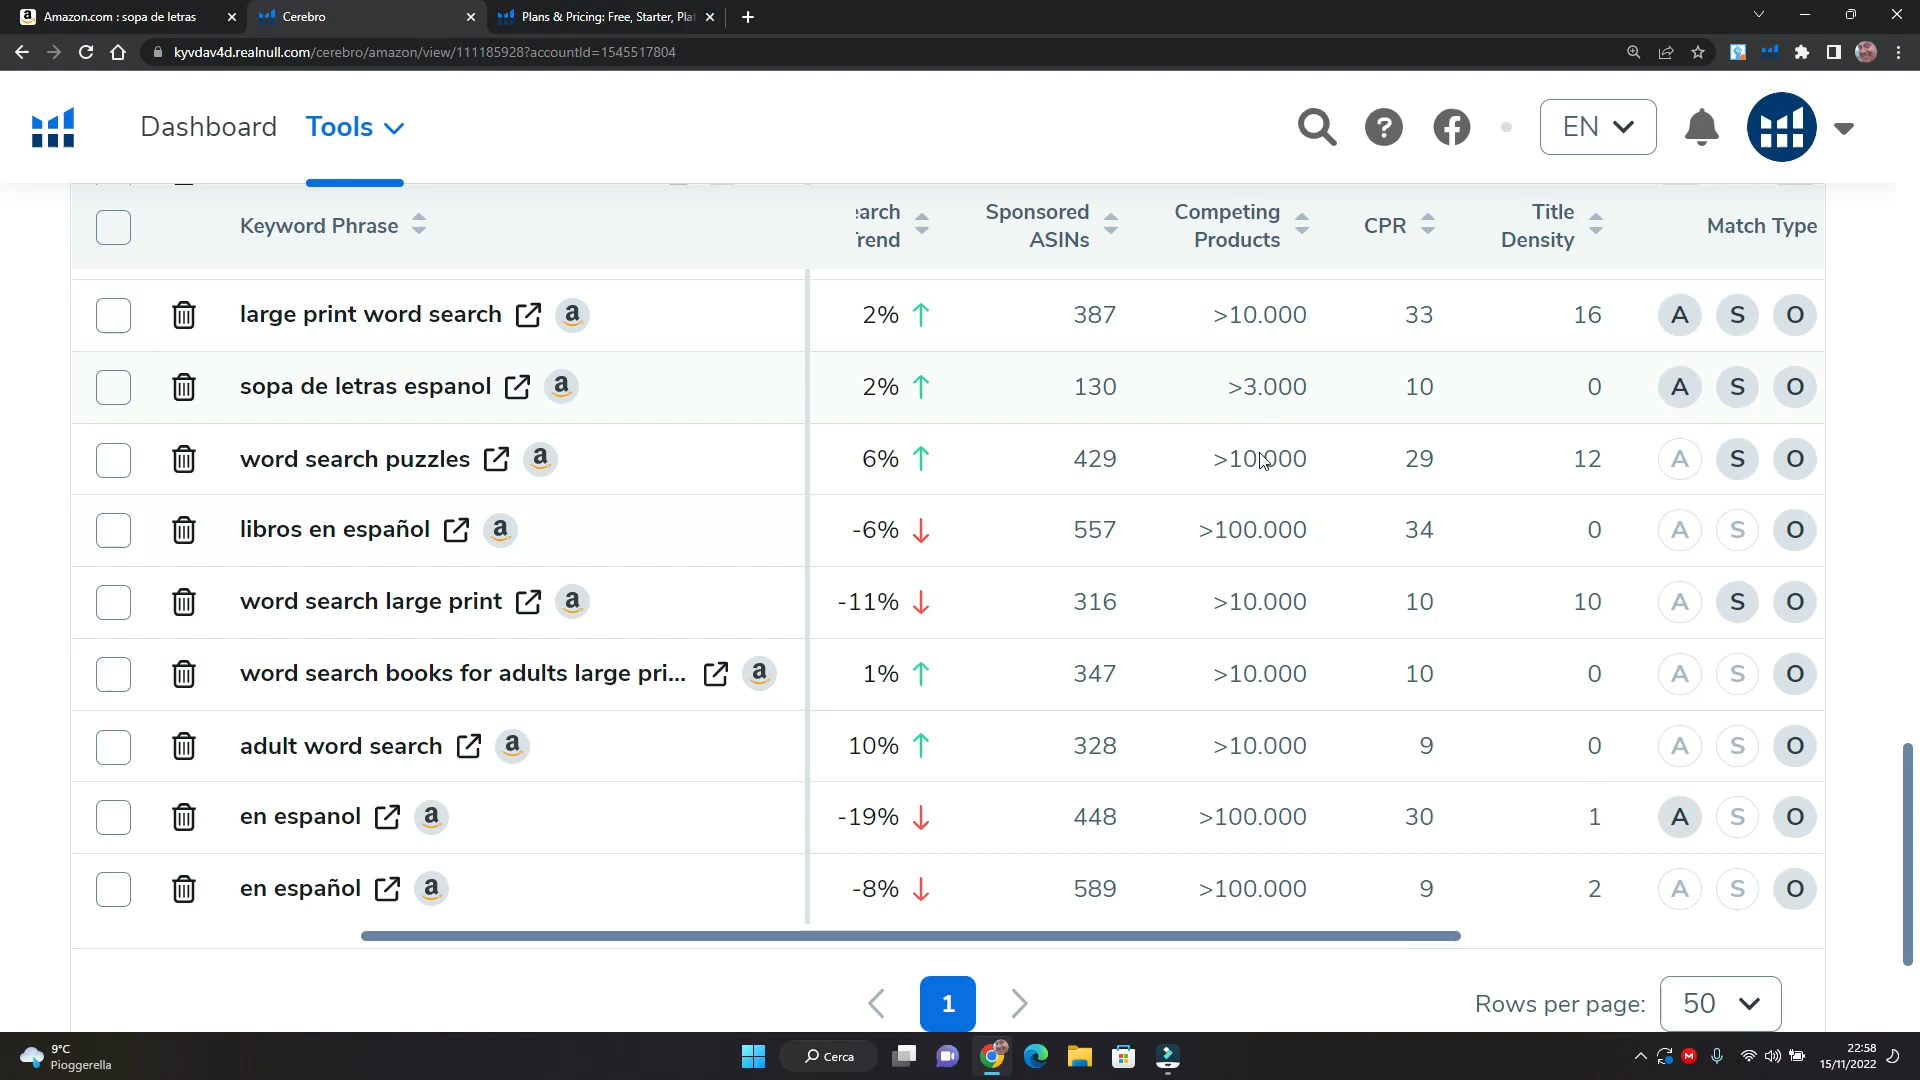 Amazon.com : sopa de letras
Cerebro
Plans & Pricing: Free, Starter, Pla
kyvdav4d.realnull.com/cerebro/amazon/view/111185928?accountId=1545517804
Dashboard
Tools
EN
Keyword Phrase
earch
Trend
Sponsored
ASINs
Competing
Products
CPR
Title
Density
Match Type
large print word search 2% 387 >10.000 33 16 A S O
sopa de letras espanol 2% 130 >3.000 10 0 A S O
word search puzzles 6% 429 >10.000 29 12 A S O
libros en español -6% 557 >100.000 34 0 A S O
word search large print -11% 316 >10.000 10 10 A S O
word search books for adults large pri... 1% 347 >10.000 10 0 A S O
adult word search 10% 328 >10.000 9 0 A S O
en espanol -19% 448 >100.000 30 1 A S O
en español -8% 589 >100.000 9 2 A S O
1
Rows per page: 50
9°C
Pioggerella
Cerca
22:58
15/11/2022